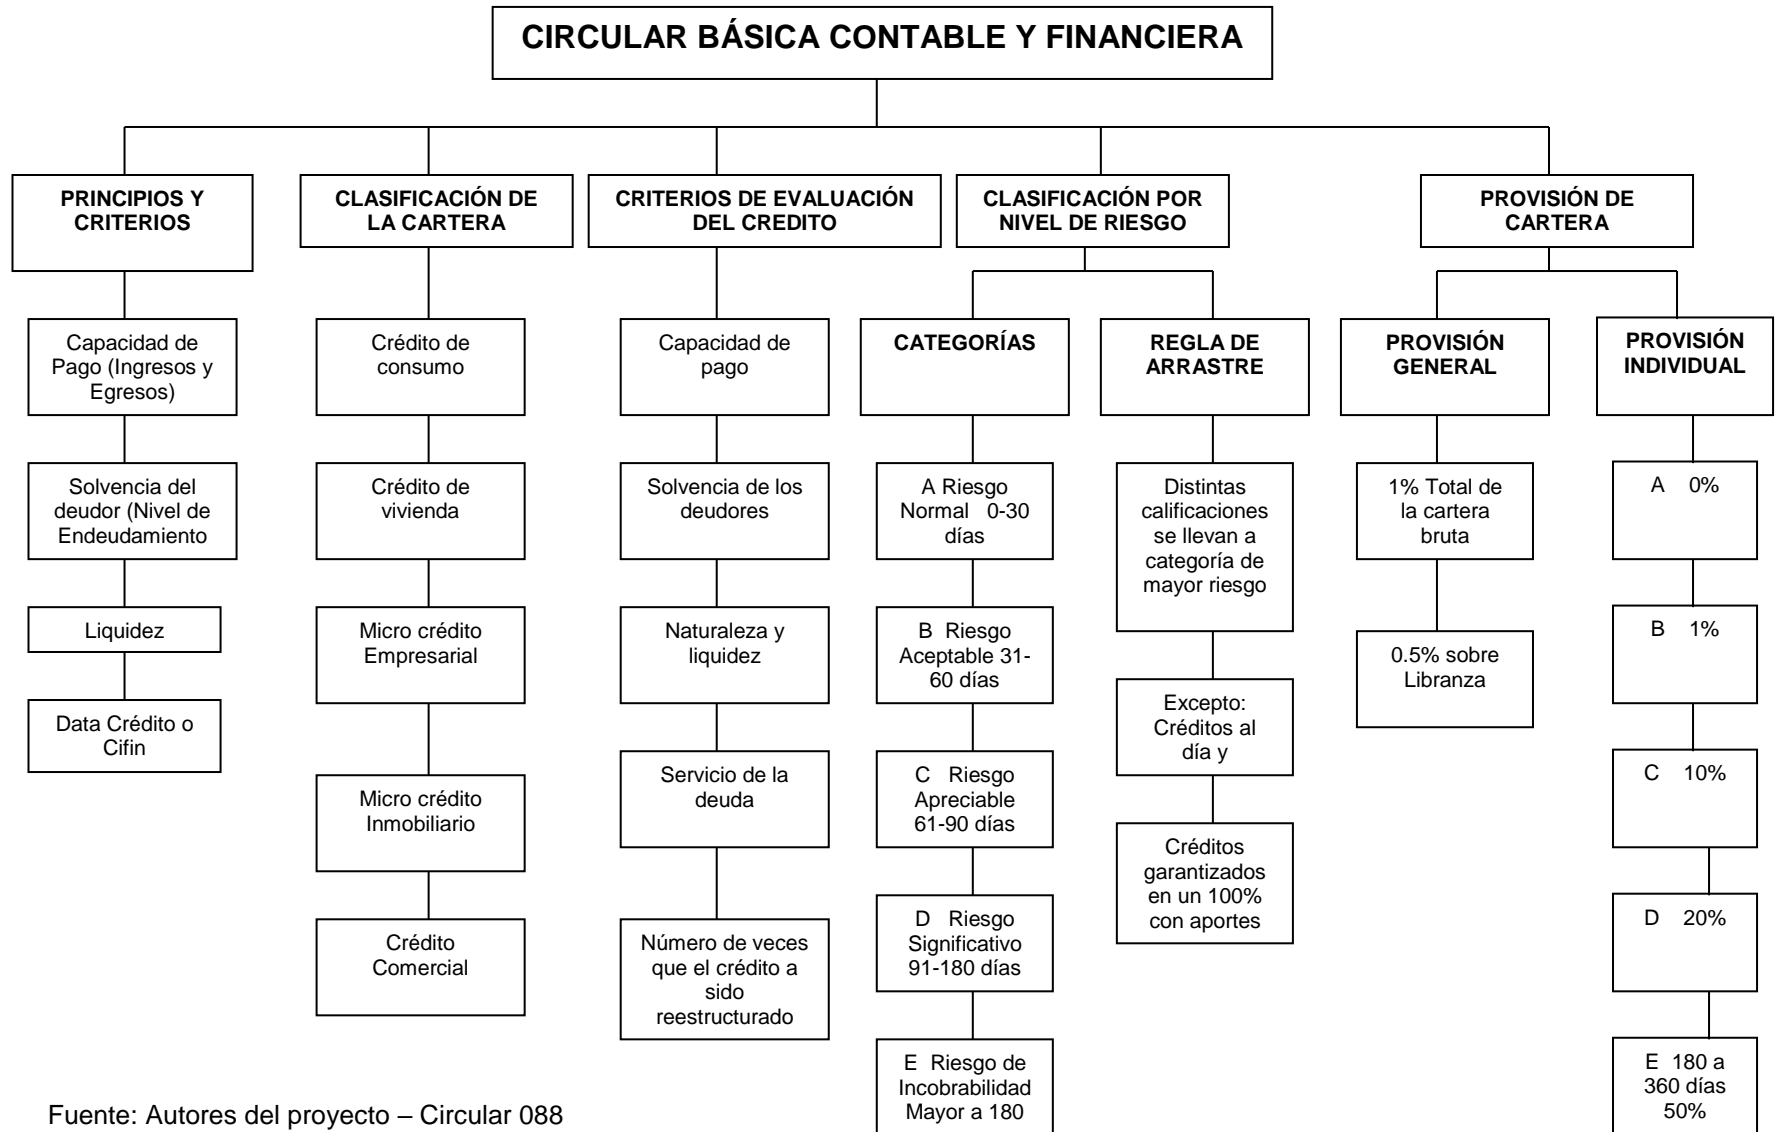 CIRCULAR BÁSICA CONTABLE Y FINANCIERA
PRINCIPIOS Y
CRITERIOS
Capacidad de
Pago (Ingresos y
Egresos)
Solvencia del
deudor (Nivel de
Endeudamiento
Liquidez
Data Crédito o
Cifin
CLASIFICACIÓN DE
LA CARTERA
Crédito de
consumo
Crédito de
vivienda
Micro crédito
Empresarial
Micro crédito
Inmobiliario
Crédito
Comercial
CRITERIOS DE EVALUACIÓN
DEL CREDITO
Capacidad de
pago
Solvencia de los
deudores
Naturaleza y
liquidez
Servicio de la
deuda
Número de veces
que el crédito a
sido
reestructurado
CLASIFICACIÓN POR
NIVEL DE RIESGO
CATEGORÍAS
A Riesgo
Normal 0-30
días
B Riesgo
Aceptable 31-
60 días
C Riesgo
Apreciable
61-90 días
D Riesgo
Significativo
91-180 días
E Riesgo de
Incobrabilidad
Mayor a 180
REGLA DE
ARRASTRE
Distintas
calificaciones
se llevan a
categoría de
mayor riesgo
Excepto:
Créditos al
día y
Créditos
garantizados
en un 100%
con aportes
PROVISIÓN DE
CARTERA
PROVISIÓN
GENERAL
1% Total de
la cartera
bruta
0.5% sobre
Libranza
PROVISIÓN
INDIVIDUAL
A 0%
B 1%
C 10%
D 20%
E 180 a
360 días
50%
Fuente: Autores del proyecto – Circular 088